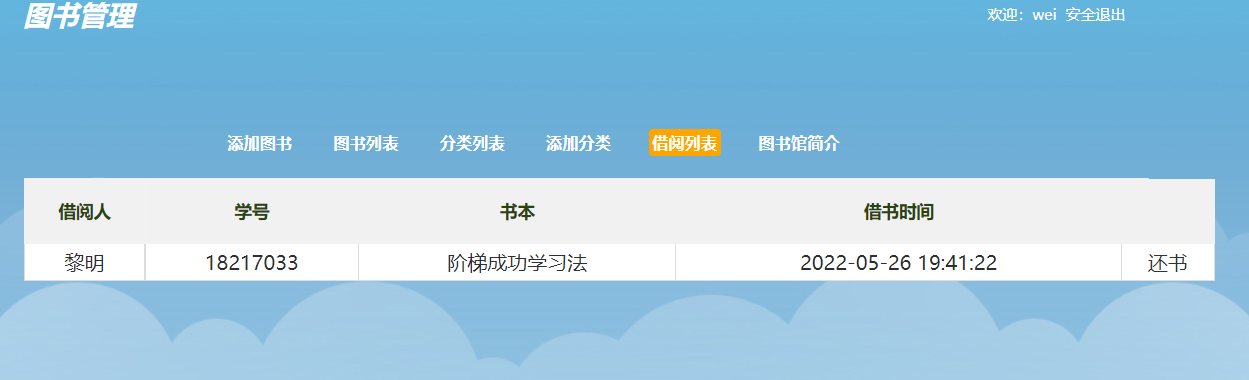 图书管理
欢迎：wei 安全退出
添加图书 图书列表 分类列表 添加分类 借阅列表 图书馆简介
借阅人 学号 书本 借书时间
黎明 18217033 阶梯成功学习法 2022-05-26 19:41:22 还书